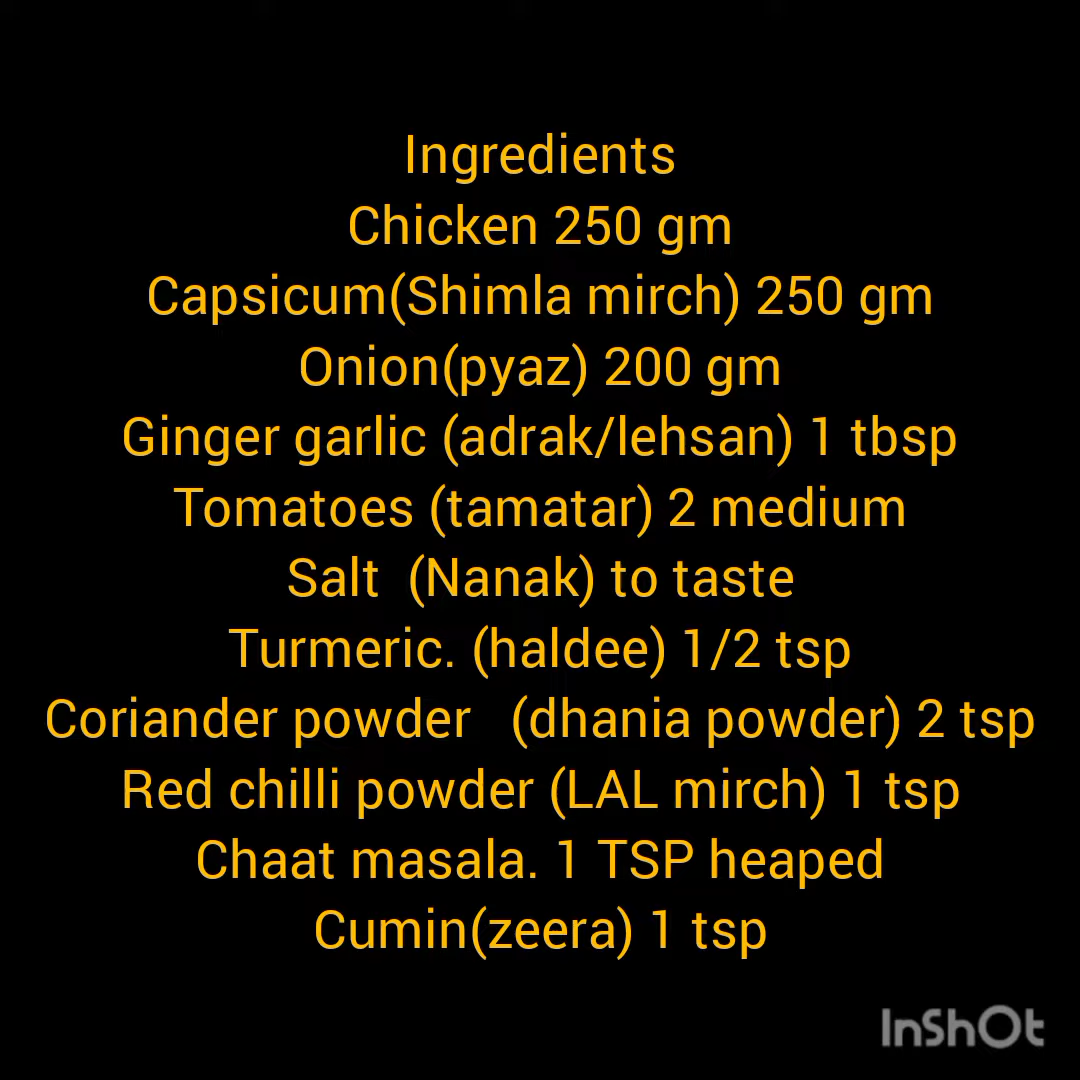 Ingredients
Chicken 250 gm
Capsicum(Shimla mirch) 250 gm
Onion(pyaz) 200 gm
Ginger garlic (adrak/lehsan) 1 tbsp
Tomatoes (tamatar) 2 medium
Salt  (Nanak) to taste
Turmeric. (haldee) 1/2 tsp
Coriander powder   (dhania powder) 2 tsp
Red chilli powder (LAL mirch) 1 tsp
Chaat masala. 1 TSP heaped
Cumin(zeera) 1 tsp
InShOt